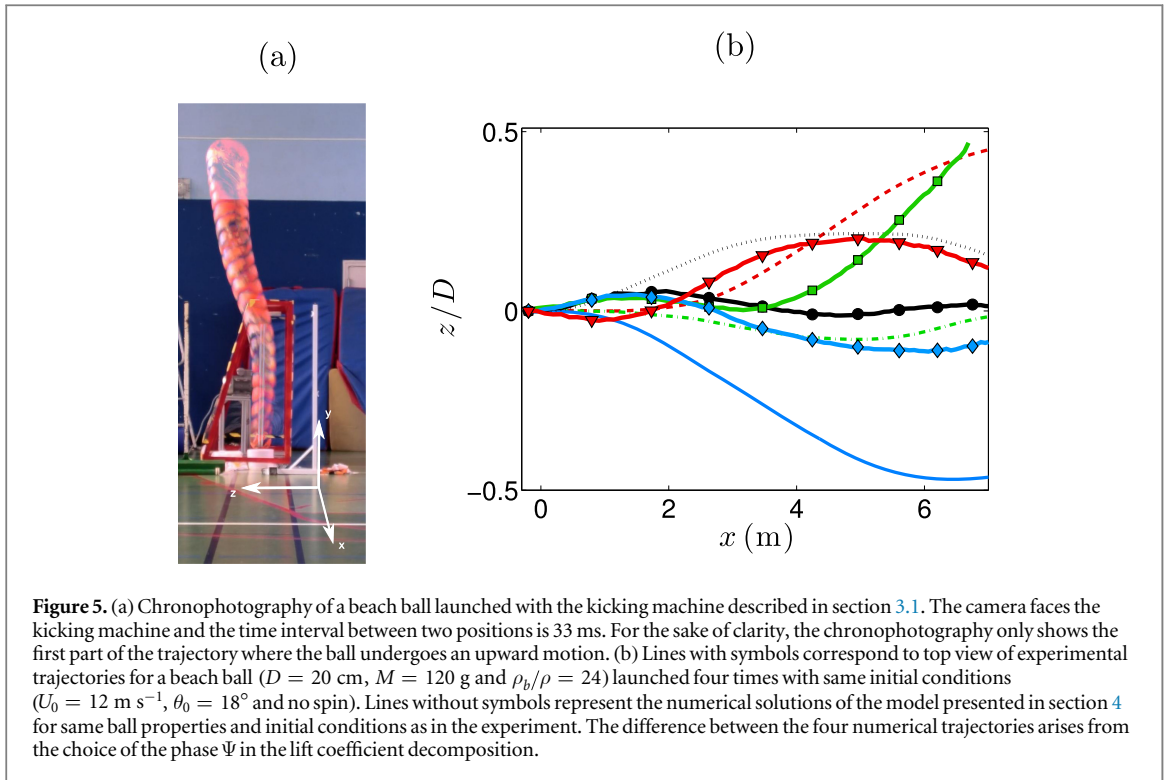 (a)
(b)
y
z
x
0.5
0
−0.5
z/D
0 2 4 6
x (m)
Figure 5. (a) Chronophotography of a beach ball launched with the kicking machine described in section 3.1. The camera faces the
kicking machine and the time interval between two positions is 33 ms. For the sake of clarity, the chronophotography only shows the
first part of the trajectory where the ball undergoes an upward motion. (b) Lines with symbols correspond to top view of experimental
trajectories for a beach ball (D = 20 cm, M = 120 g and ρb/ρ = 24) launched four times with same initial conditions
(U0 = 12 m s−1, θ0 = 18° and no spin). Lines without symbols represent the numerical solutions of the model presented in section 4
for same ball properties and initial conditions as in the experiment. The difference between the four numerical trajectories arises from
the choice of the phase Ψ in the lift coefficient decomposition.